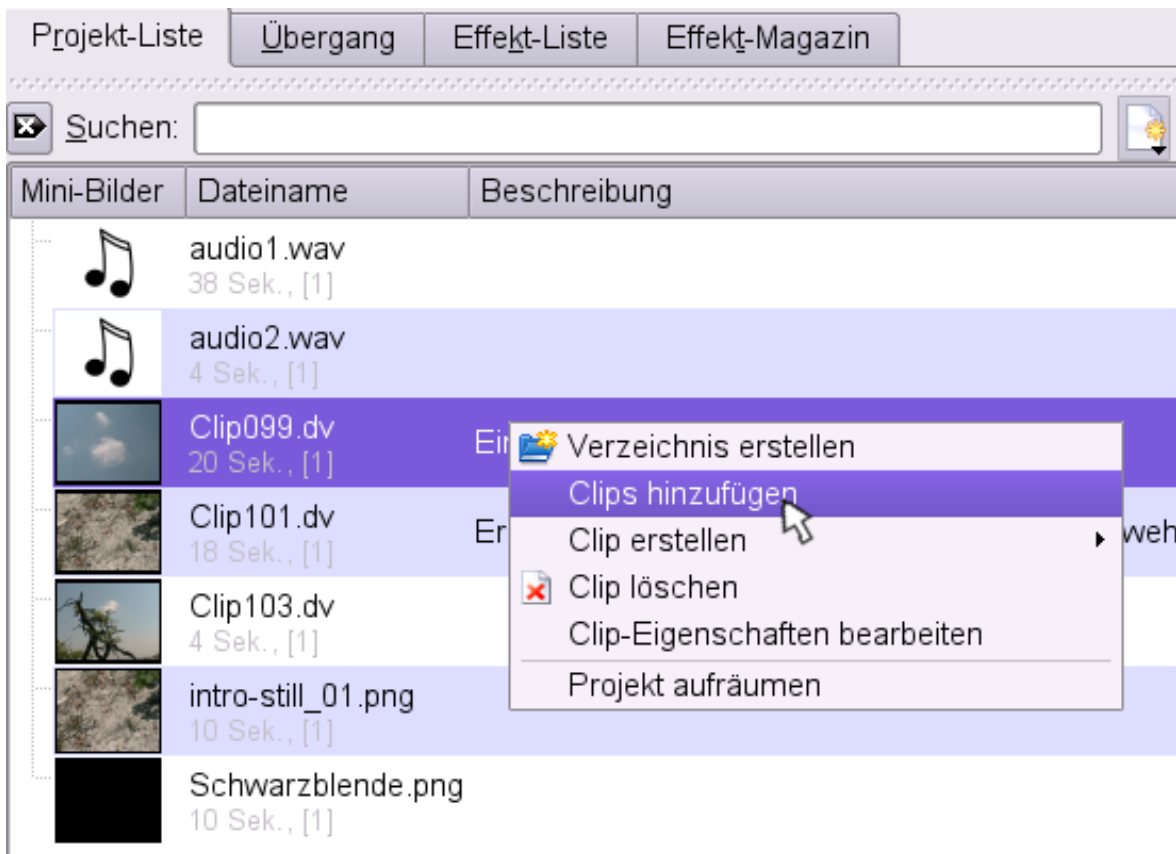 Projekt-Liste Übergang Effekt-Liste Effekt-Magazin
Suchen:
Mini-Bilder Dateiname Beschreibung
audio1.wav
38 Sek., [1]
audio2.wav
4 Sek., [1]
Clip099.dv
20 Sek., [1]
Verzeichnis erstellen
Clips hinzufügen
Clip101.dv
18 Sek., [1]
Clip erstellen
Clip löschen
Clip103.dv
4 Sek., [1]
Clip-Eigenschaften bearbeiten
Projekt aufräumen
intro-still_01.png
10 Sek., [1]
Schwarzblende.png
10 Sek., [1]